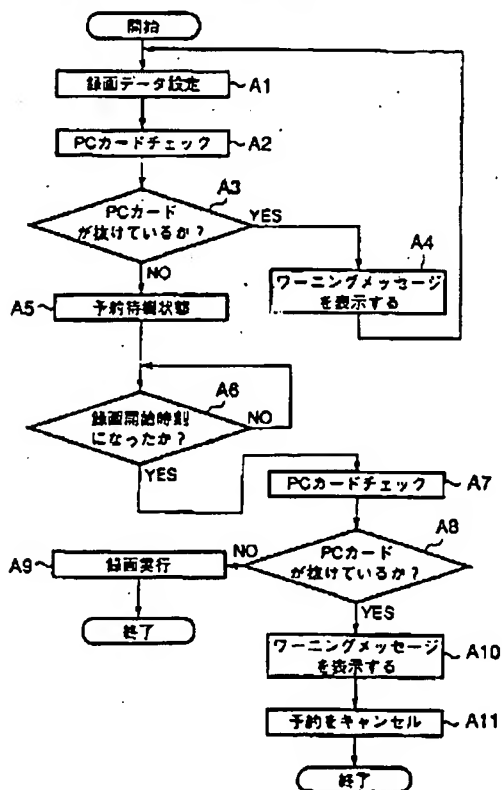 開始
録画データ設定
A1
PCカードチェック
A2
A3
PCカード
が抜けているか？
YES
NO
A4
ワーニングメッセージ
を表示する
A5
予約待機状態
A6
録画開始時刻
になったか？
NO
YES
PCカードチェック
A7
A8
PCカード
が抜けているか？
NO
YES
A9
録画実行
終了
ワーニングメッセージ
を表示する
A10
予約をキャンセル
A11
終了